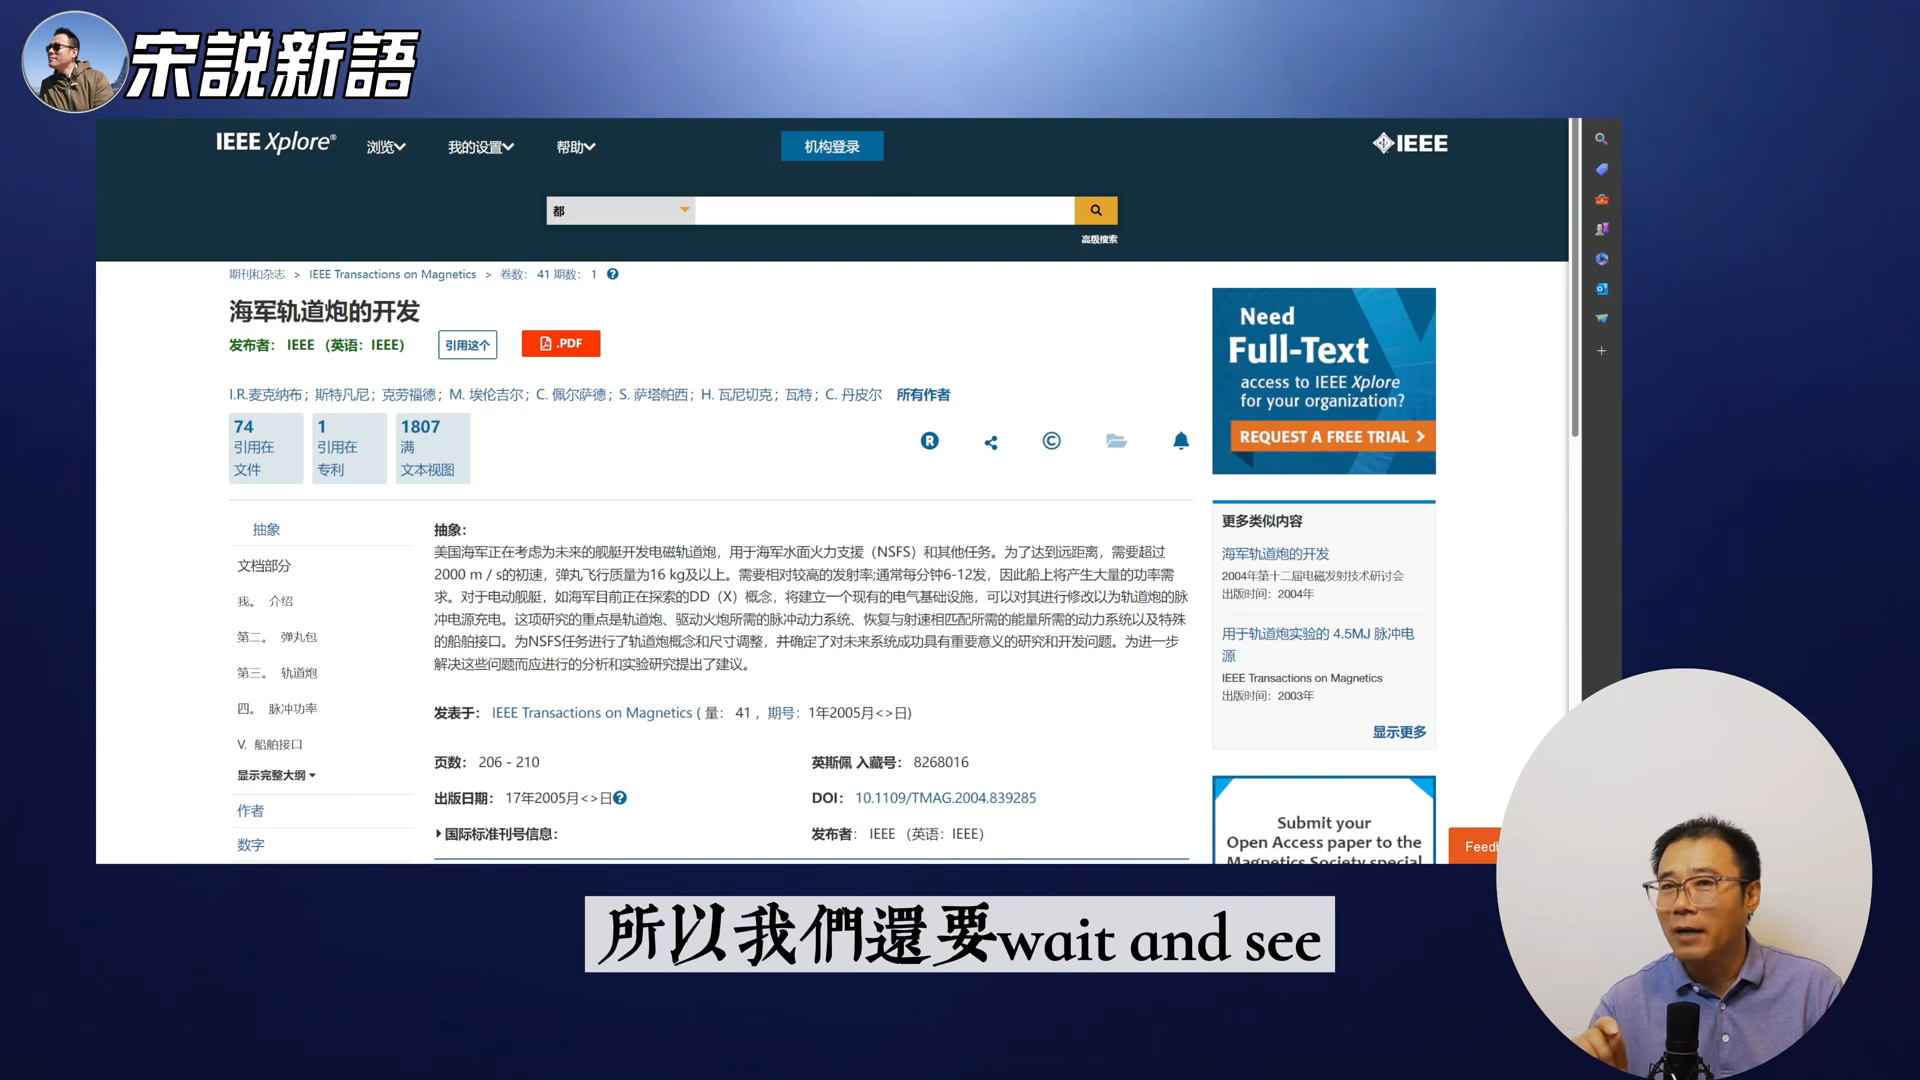 宋説新語
IEEE Xplore®
浏览
我的设置
帮助
机构登录
IEEE
都
高级搜索
期刊和杂志 > IEEE Transactions on Magnetics > 卷数: 41 期数: 1
海军轨道炮的开发
发布者: IEEE （英语：IEEE）
引用这个
.PDF
I.R.麦克纳布; 斯特凡尼; 克劳福德; M. 埃伦吉尔; C. 佩尔萨德; S. 萨塔帕西; H. 瓦尼切克; 瓦特; C. 丹皮尔 所有作者
74
引用在
文件
1
引用在
专利
1807
满
文本视图
抽象
文档部分
我。 介绍
第二。 弹丸包
第三。 轨道炮
四。 脉冲功率
V. 船舶接口
显示完整大纲
作者
数字
抽象:
美国海军正在考虑为未来的舰艇开发电磁轨道炮，用于海军水面火力支援（NSFS）和其他任务。为了达到远距离，需要超过
2000 m / s的初速，弹丸飞行质量为16 kg及以上。需要相对较高的发射率;通常每分钟6-12发，因此船上将产生大量的功率需
求。对于电动舰艇，如海军目前正在探索的DD（X）概念，将建立一个现有的电气基础设施，可以对其进行修改以为轨道炮的脉
冲电源充电。这项研究的重点是轨道炮、驱动火炮所需的脉冲动力系统、恢复与射速相匹配所需的能量所需的动力系统以及特殊
的船舶接口。为NSFS任务进行了轨道炮概念和尺寸调整，并确定了对未来系统成功具有重要意义的研究和开发问题。为进一步
解决这些问题而应进行的分析和实验研究提出了建议。
发表于: IEEE Transactions on Magnetics ( 量: 41 , 期号: 1年2005月<>日)
页数: 206 - 210
英斯佩 入藏号: 8268016
出版日期: 17年2005月<>日
DOI: 10.1109/TMAG.2004.839285
国际标准刊号信息:
发布者: IEEE （英语：IEEE）
Need
Full-Text
access to IEEE Xplore
for your organization?
REQUEST A FREE TRIAL >
更多类似内容
海军轨道炮的开发
2004年第十二届电磁发射技术研讨会
出版时间: 2004年
用于轨道炮实验的 4.5MJ 脉冲电
源
IEEE Transactions on Magnetics
出版时间: 2003年
显示更多
Submit your
Open Access paper to the
Magnetics Society special
Feedb
所以我們還要wait and see